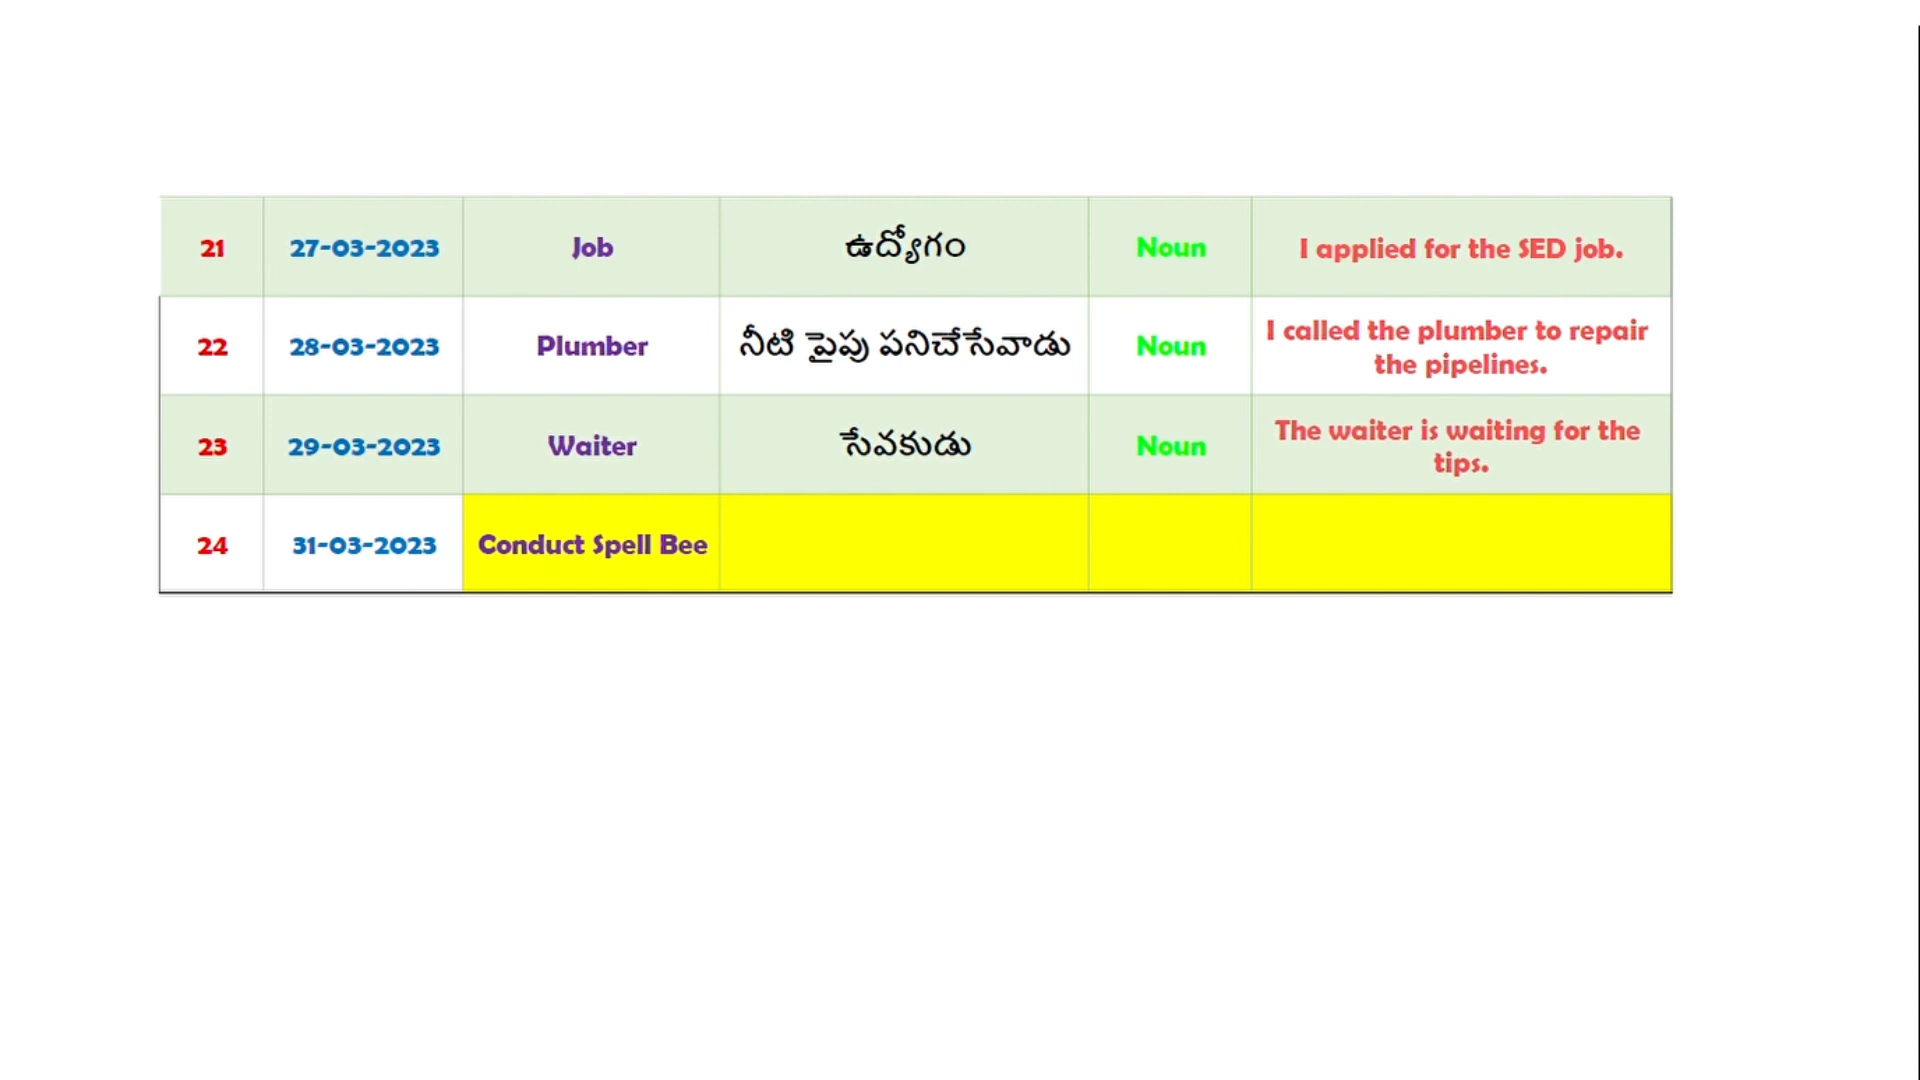 21 27-03-2023 Job ఉద్యోగం Noun I applied for the SED job.
22 28-03-2023 Plumber నీటి పైపు పనిచేసేవాడు Noun I called the plumber to repair
the pipelines.
23 29-03-2023 Waiter సేవకుడు Noun The waiter is waiting for the
tips.
24 31-03-2023 Conduct Spell Bee